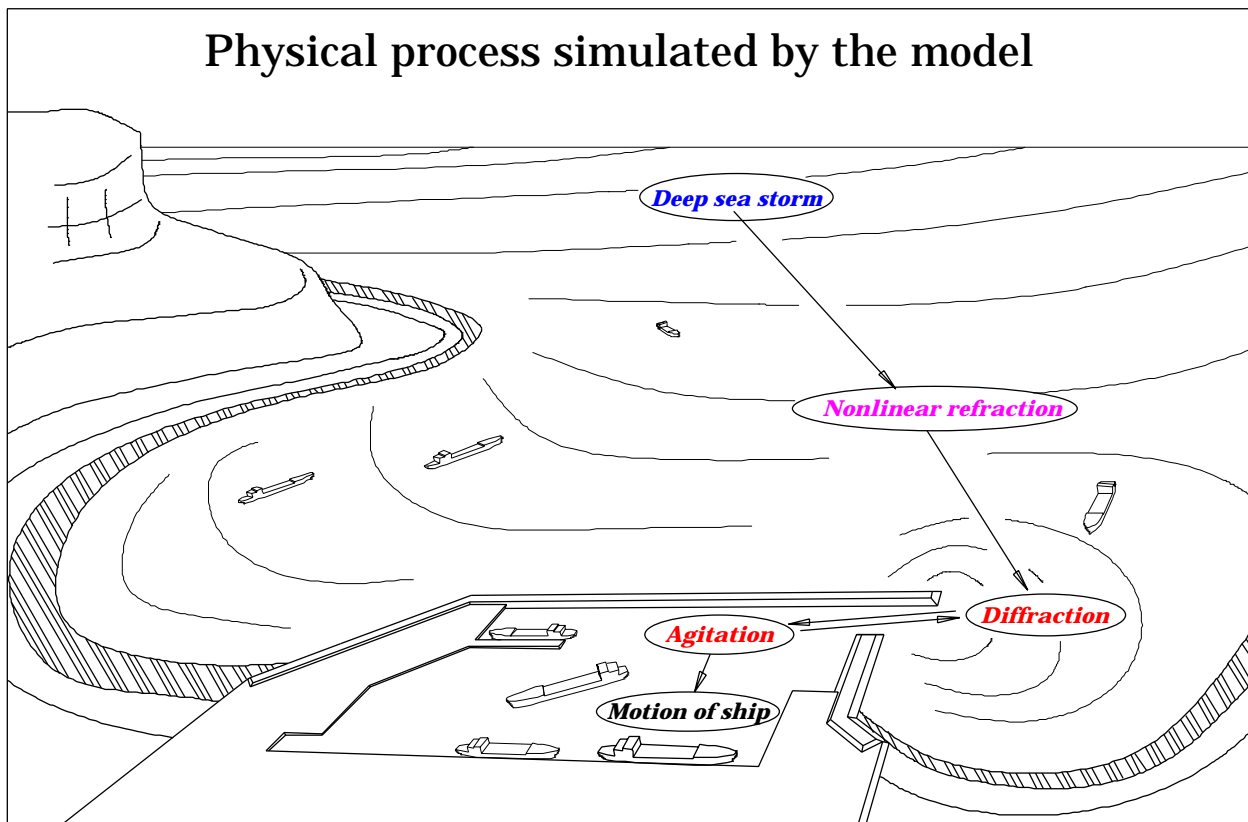 Physical process simulated by the model
Deep sea storm
Nonlinear refraction
Diffraction
Agitation
Motion of ship